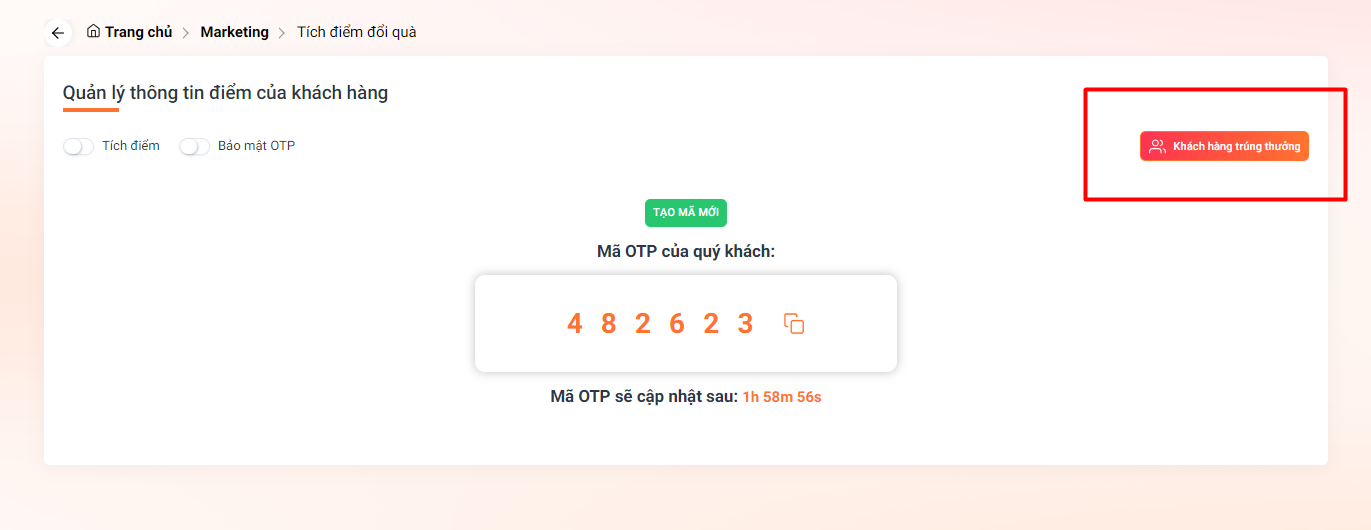 Trang chủ > Marketing > Tích điểm đổi quà
Quản lý thông tin điểm của khách hàng
Tích điểm Bảo mật OTP
Khách hàng trúng thưởng
TẠO MÃ MỚI
Mã OTP của quý khách:
4 8 2 6 2 3
Mã OTP sẽ cập nhật sau: 1h 58m 56s